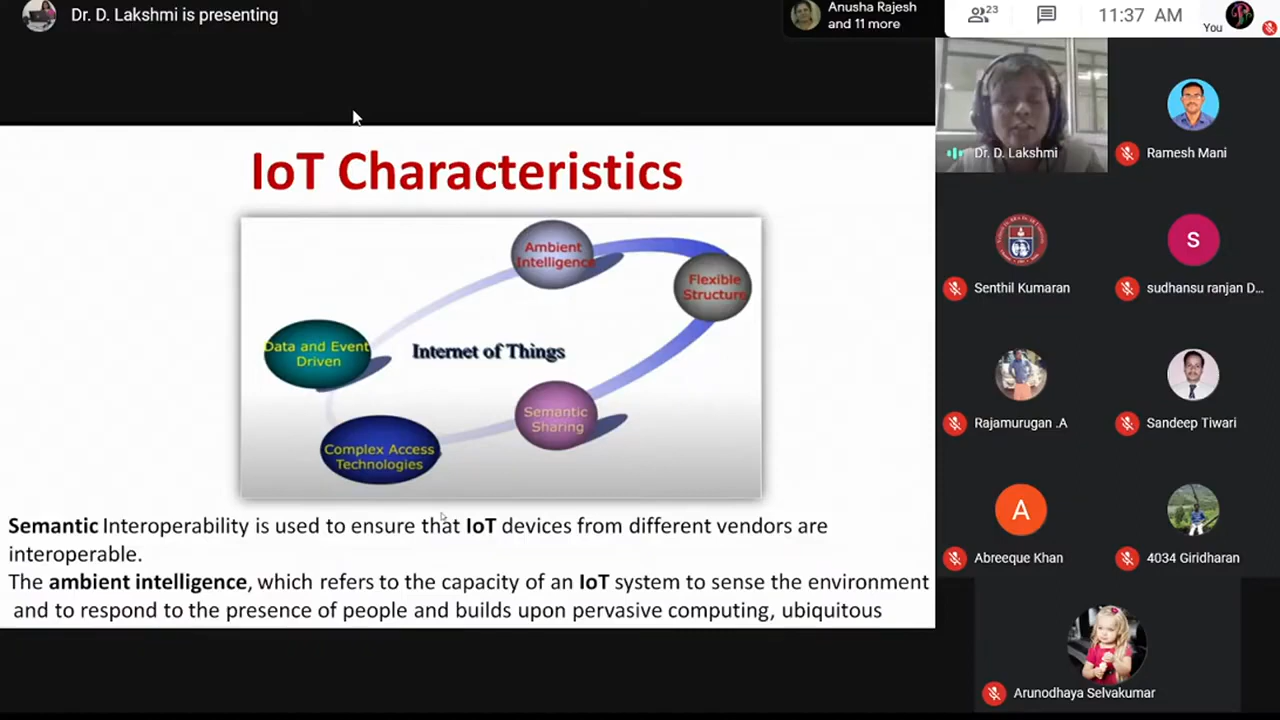 Dr. D. Lakshmi is presenting
Anusha Rajesh
and 11 more
23
11:37 AM
You
IoT Characteristics
Ambient
Intelligence
Flexible
Structure
Data and Event
Driven
Internet of Things
Semantic
Sharing
Complex Access
Technologies
Semantic Interoperability is used to ensure that IoT devices from different vendors are
interoperable.
The ambient intelligence, which refers to the capacity of an IoT system to sense the environment
and to respond to the presence of people and builds upon pervasive computing, ubiquitous
Dr. D. Lakshmi
Ramesh Mani
Senthil Kumaran
S
sudhansu ranjan D...
Rajamurugan .A
Sandeep Tiwari
A
Abreeque Khan
4034 Giridharan
Arunodhaya Selvakumar